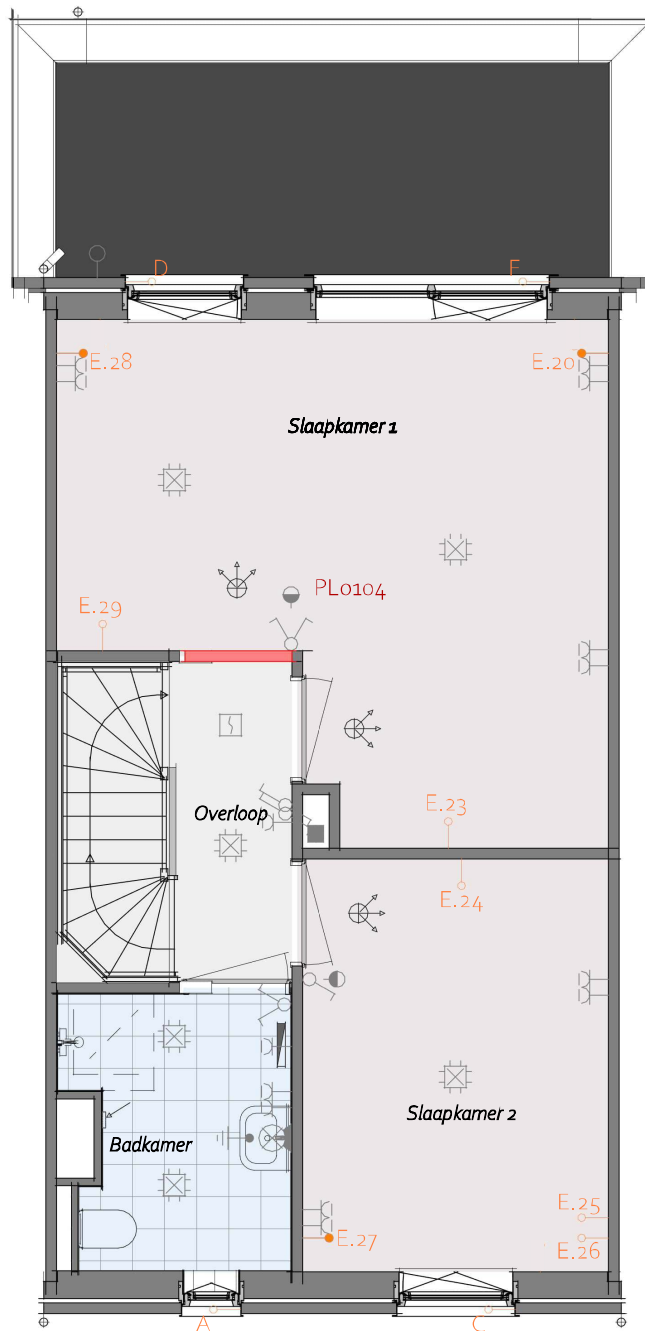 D F
E.28 E.20
Slaapkamer 1
PL0104
E.29
Overloop
E.23
E.24
Slaapkamer 2
Badkamer
E.25
E.27 E.26
A C